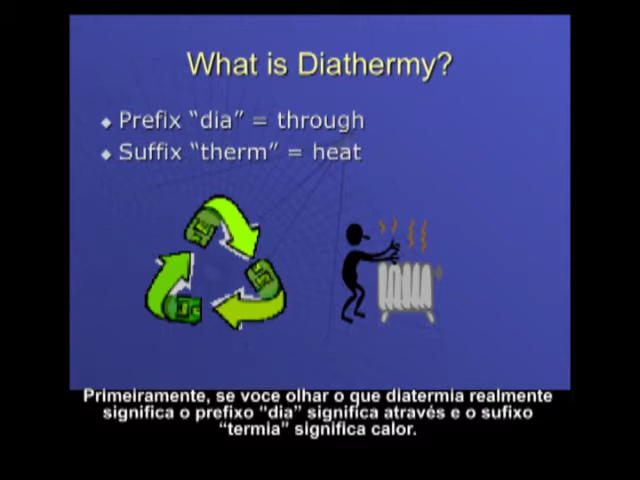 What is Diathermy?
Prefix “dia” = through
Suffix “therm” = heat
Primeiramente, se voce olhar o que diatermia realmente
significa o prefixo “dia” significa através e o sufixo
“termia” significa calor.